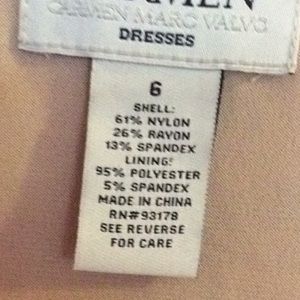 CARMEN MARC VALVO
DRESSES
6
SHELL:
61% NYLON
26% RAYON
13% SPANDEX
LINING:
95% POLYESTER
5% SPANDEX
MADE IN CHINA
RN#93178
SEE REVERSE
FOR CARE